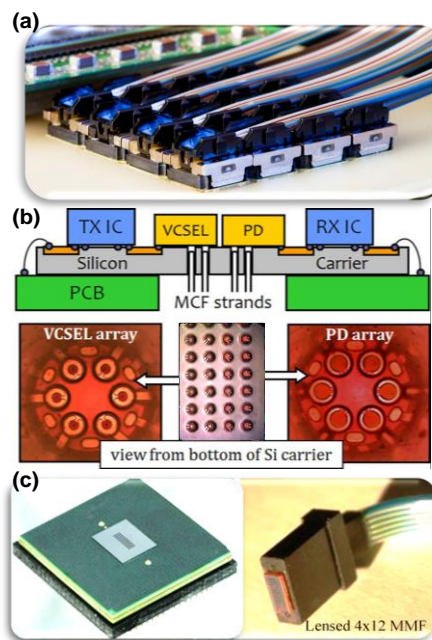 (a)
(b)
TX IC
VCSEL
PD
RX IC
Silicon
Carrier
PCB
MCF strands
VCSEL array
PD array
view from bottom of Si carrier
(c)
Lensed 4x12 MMF